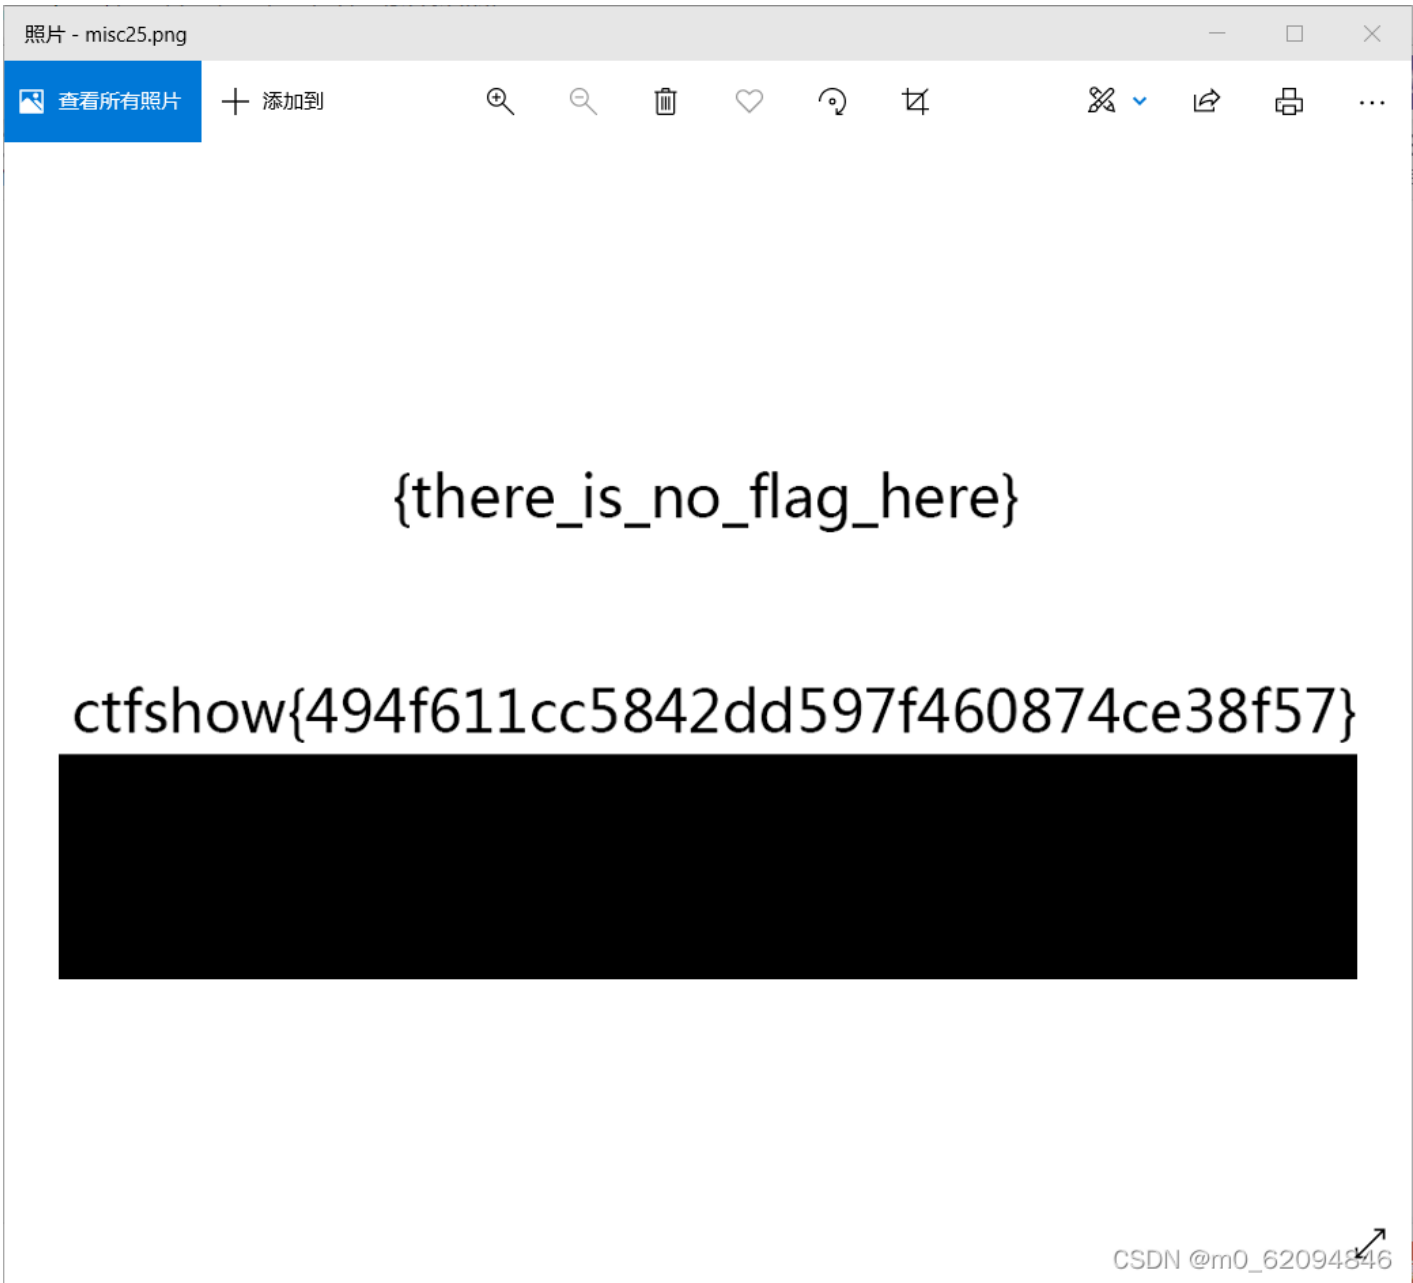 照片 - misc25.png
查看所有照片 添加到
{there_is_no_flag_here}
ctfshow{494f611cc5842dd597f460874ce38f57}
CSDN @m0_62094846